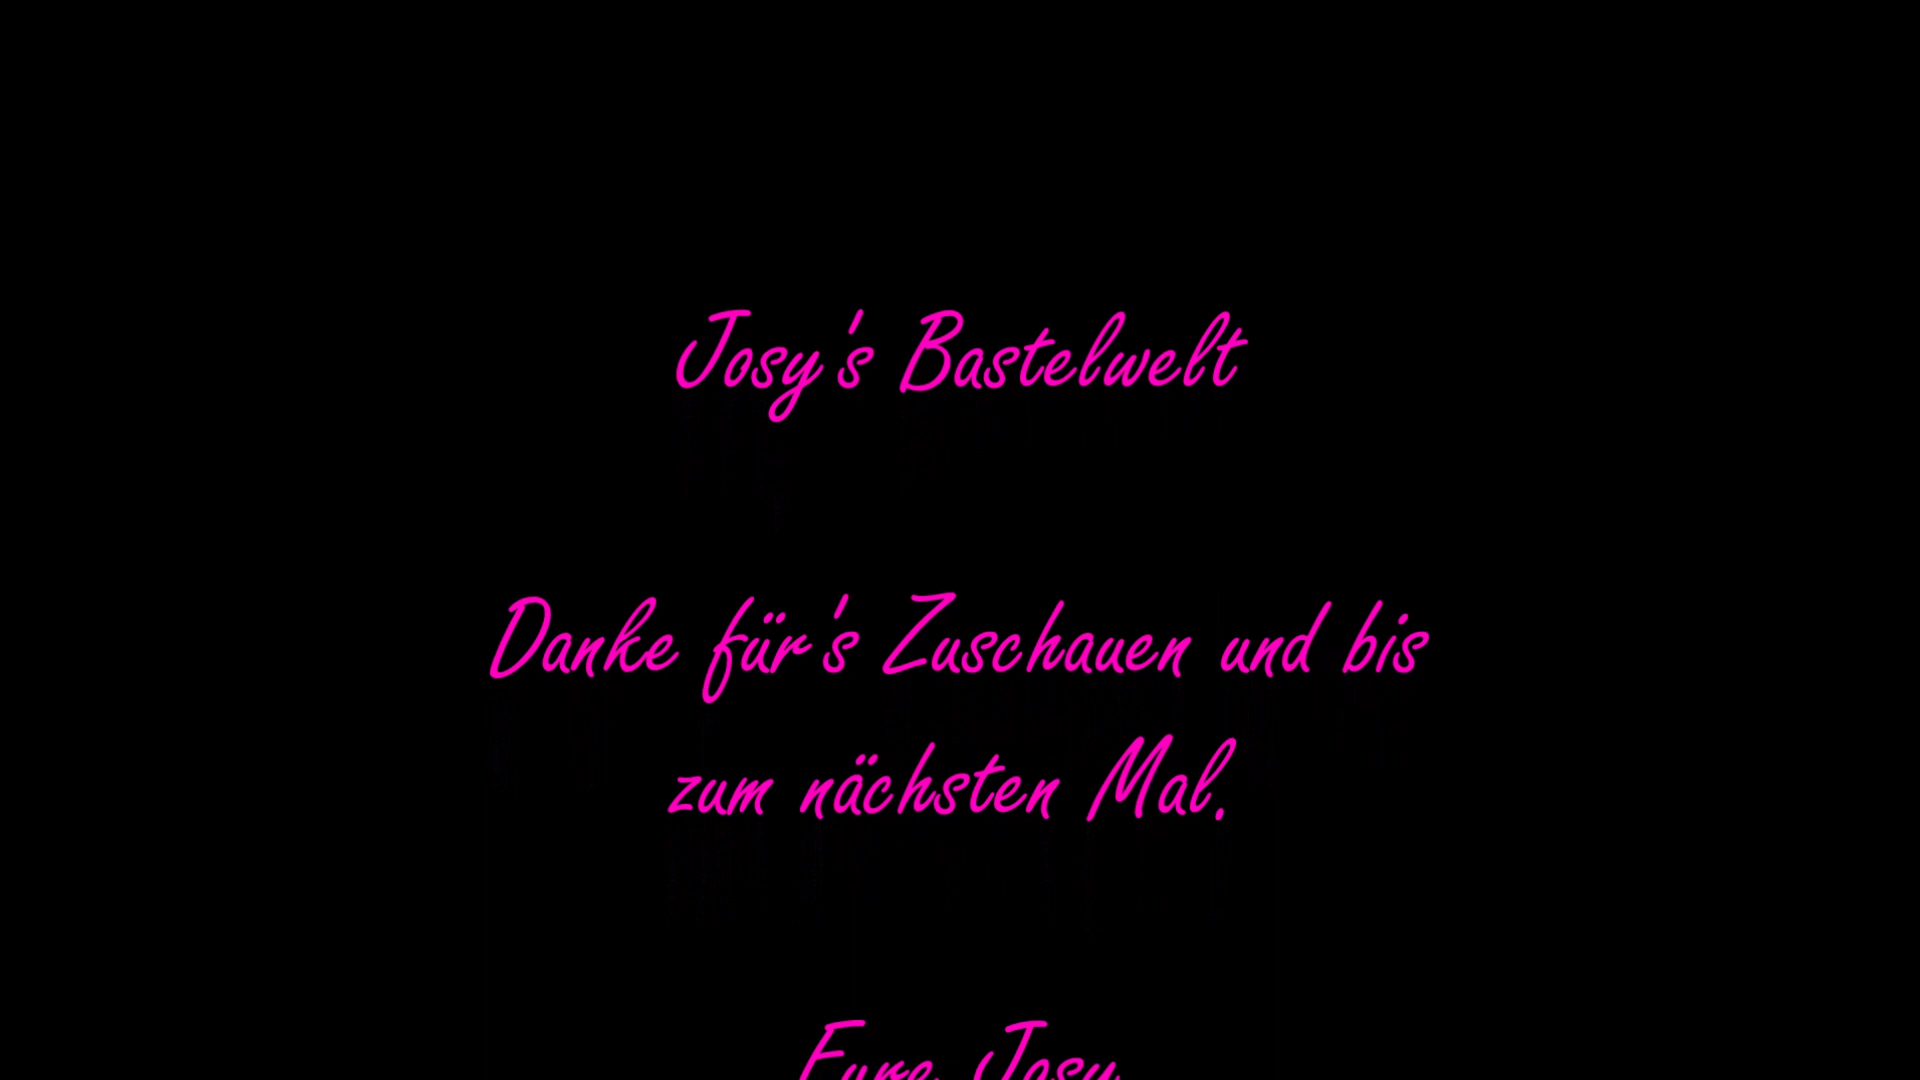 Josy's Bastelwelt
Danke für's Zuschauen und bis
zum nächsten Mal.
Eure Josy